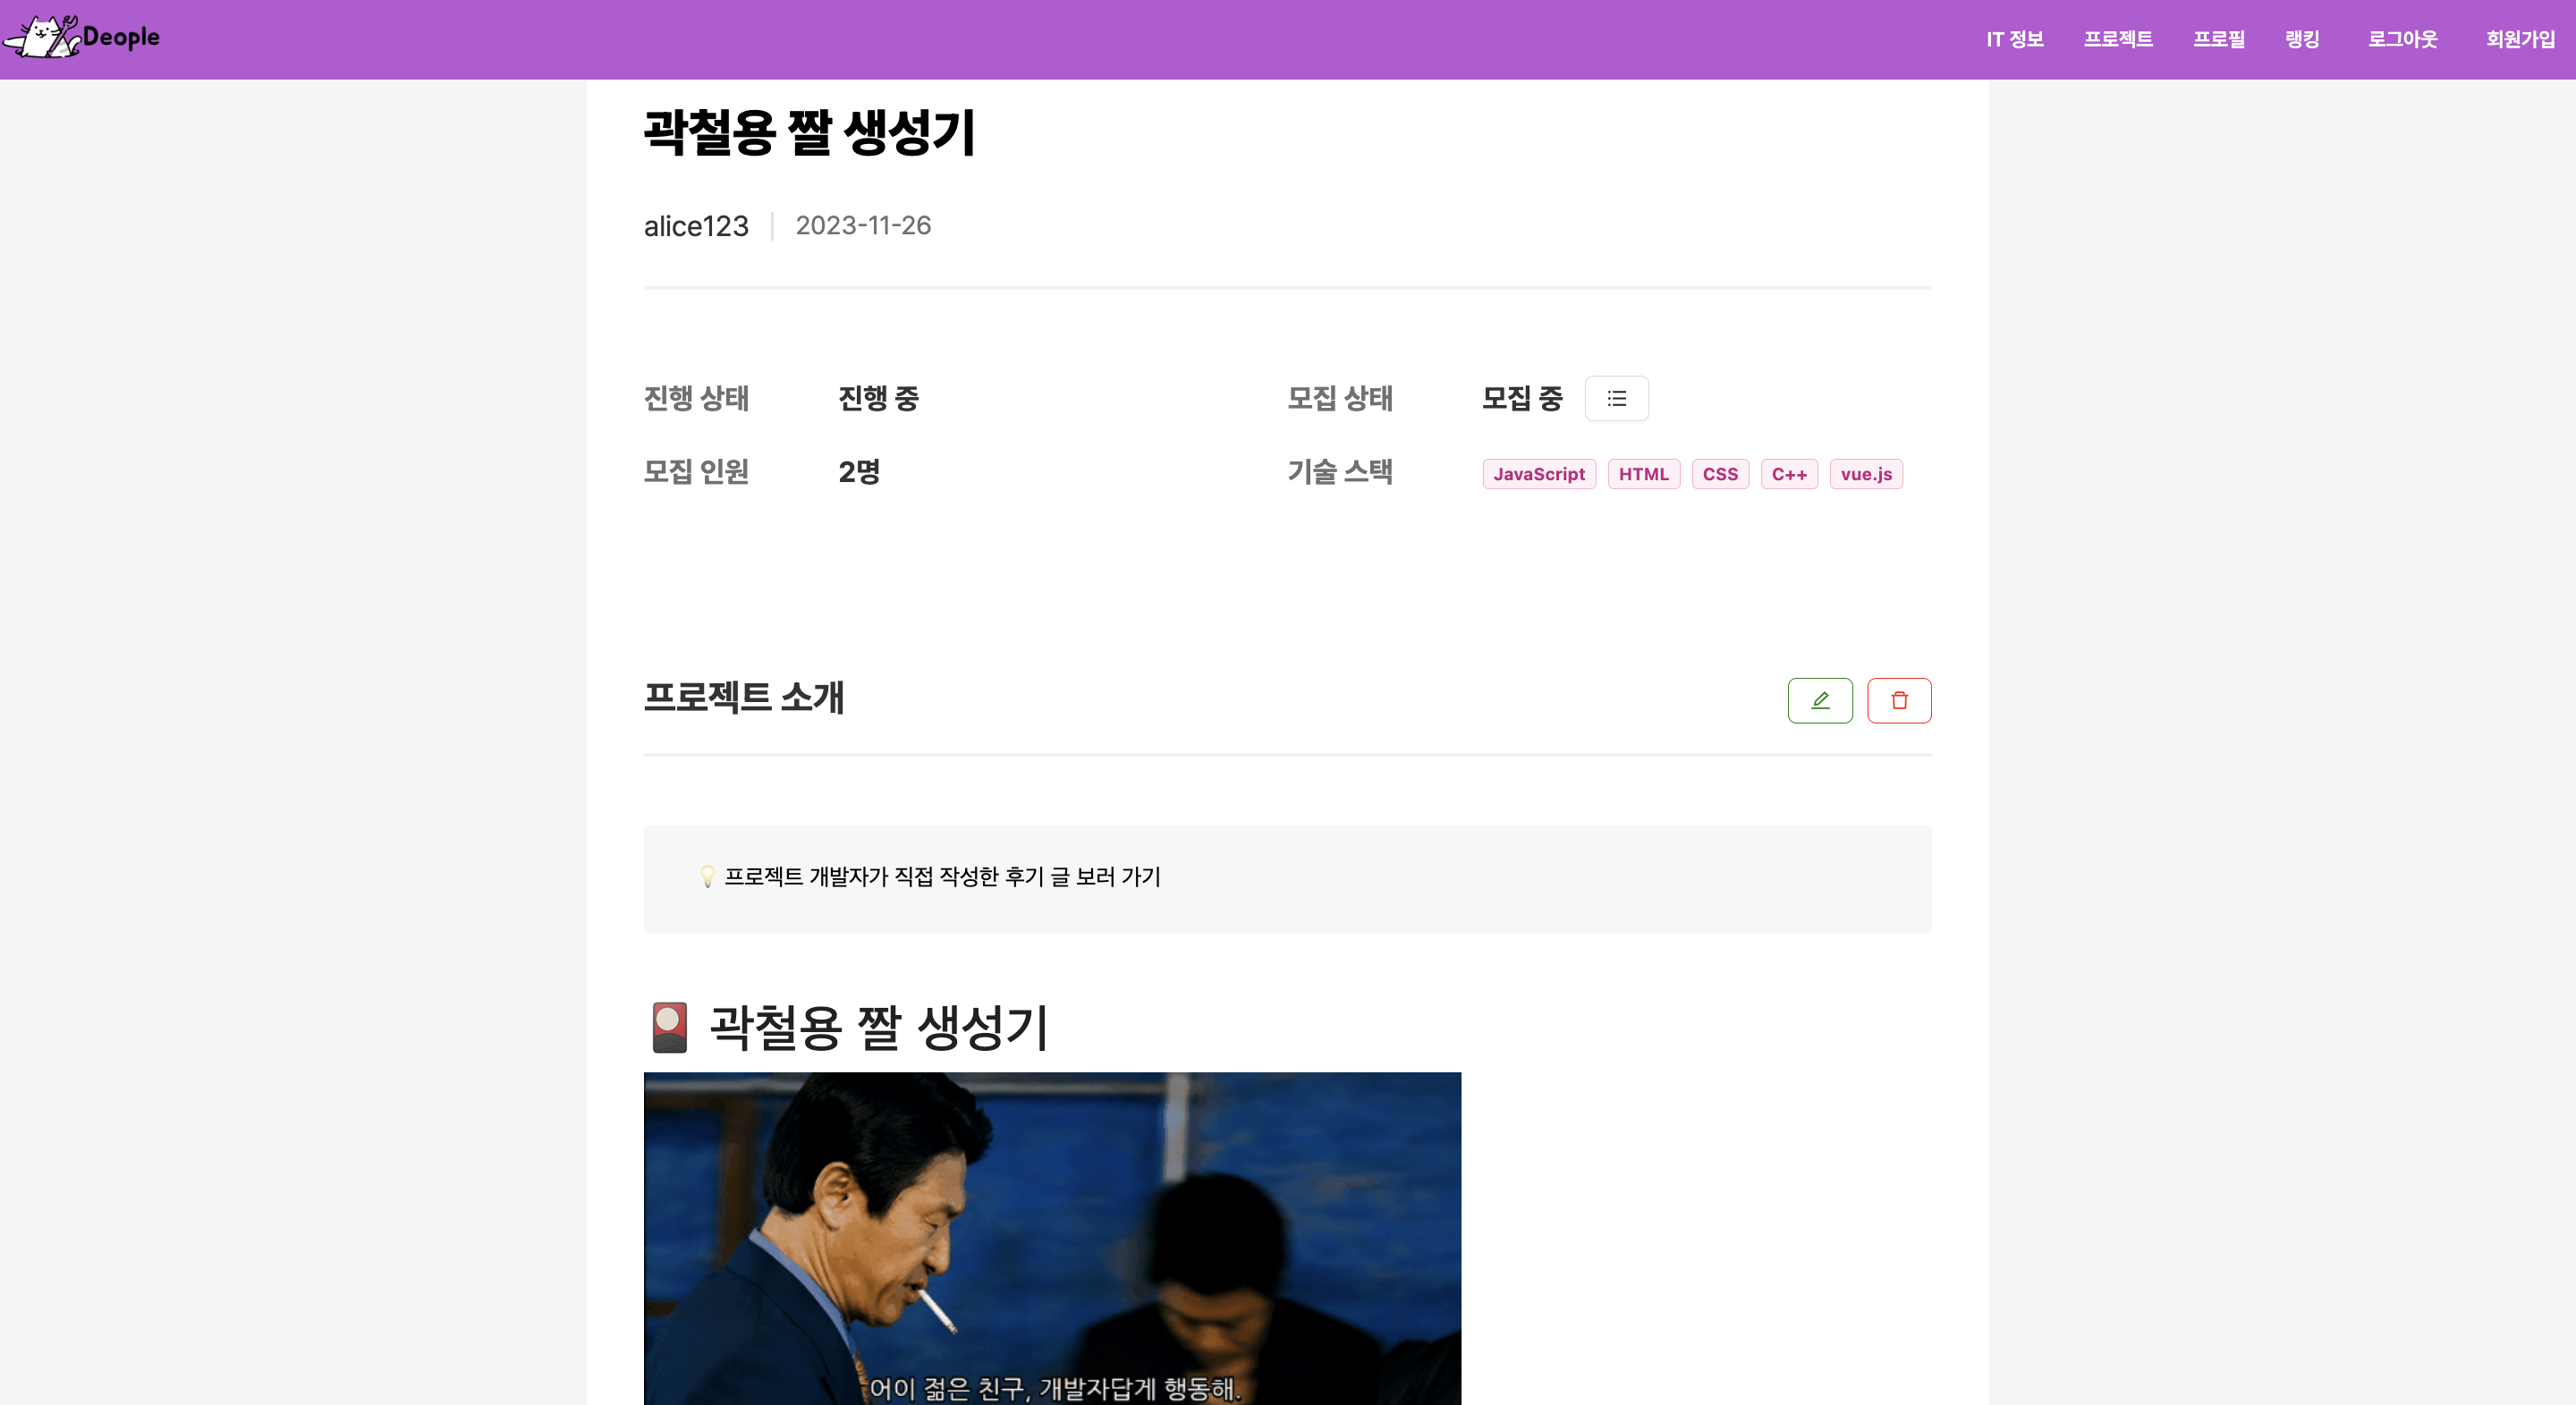 Deople
IT 정보 프로젝트 프로필 랭킹 로그아웃 회원가입
곽철용 짤 생성기
alice123 2023-11-26
진행 상태 진행 중 모집 상태 모집 중
모집 인원 2명 기술 스택 JavaScript HTML CSS C++ vue.js
프로젝트 소개
💡 프로젝트 개발자가 직접 작성한 후기 글 보러 가기
🎴 곽철용 짤 생성기
어이 젊은 친구, 개발자답게 행동해.